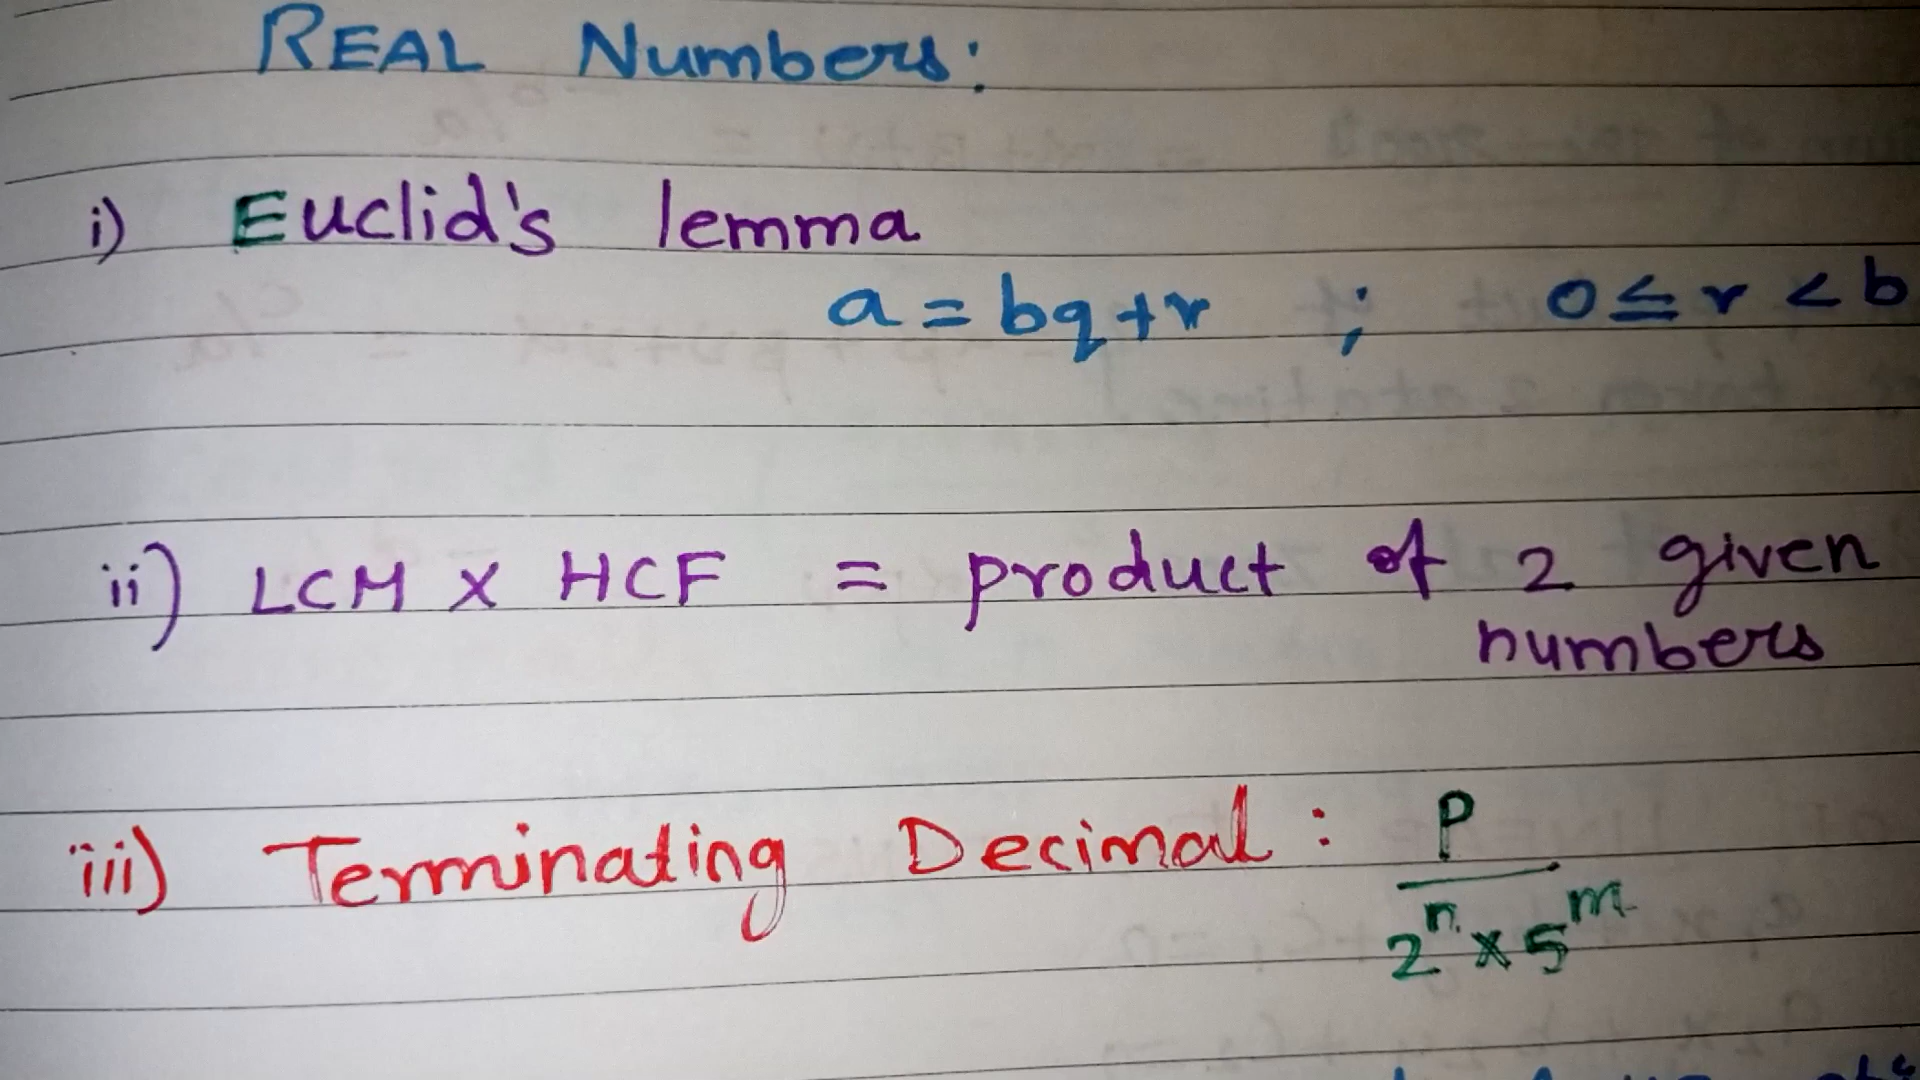 REAL Numbers:
i) Euclid's lemma
a = bq + r ; 0 ≤ r < b
ii) LCM x HCF = product of 2 given
numbers
iii) Terminating Decimal : P
2ⁿ x 5ᵐ